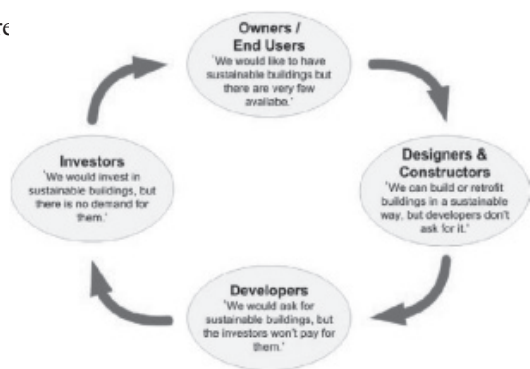 Owners /
End Users
'We would like to have
sustainable buildings but
there are very few
availabe.'
Designers &
Constructors
'We can build or retrofit
buildings in a sustainable
way, but developers don't
ask for it.'
Developers
'We would ask for
sustainable buildings, but
the investors won't pay for
them.'
Investors
'We would invest in
sustainable buildings, but
there is no demand for
them.'